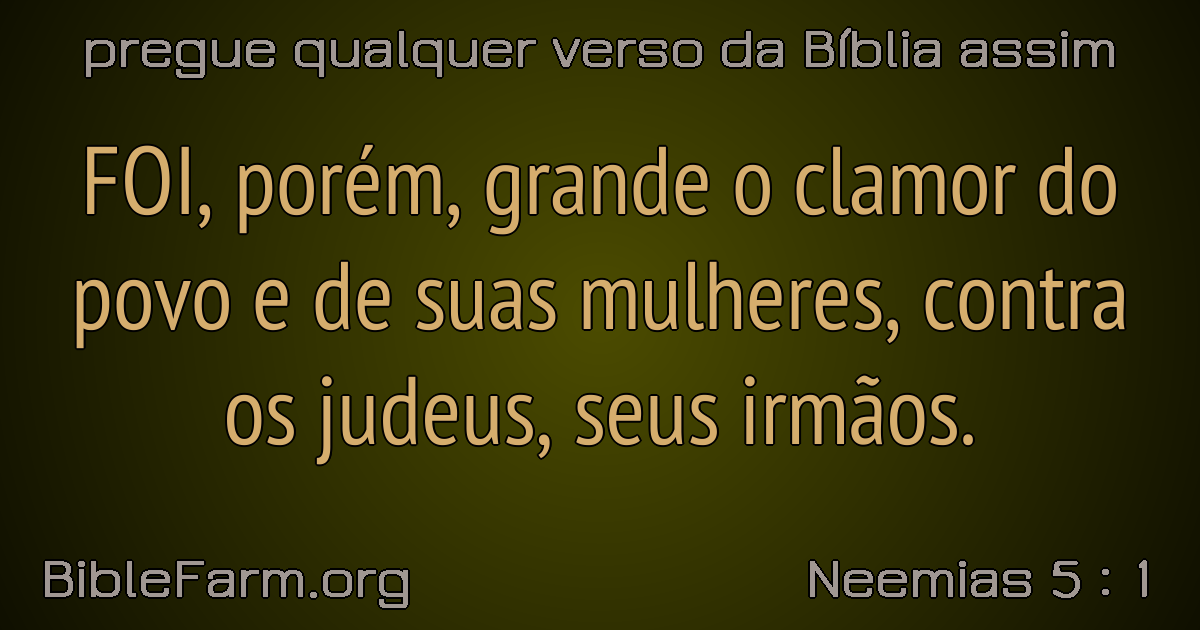 pregue qualquer verso da Bíblia assim
FOI, porém, grande o clamor do
povo e de suas mulheres, contra
os judeus, seus irmãos.
BibleFarm.org
Neemias 5 : 1